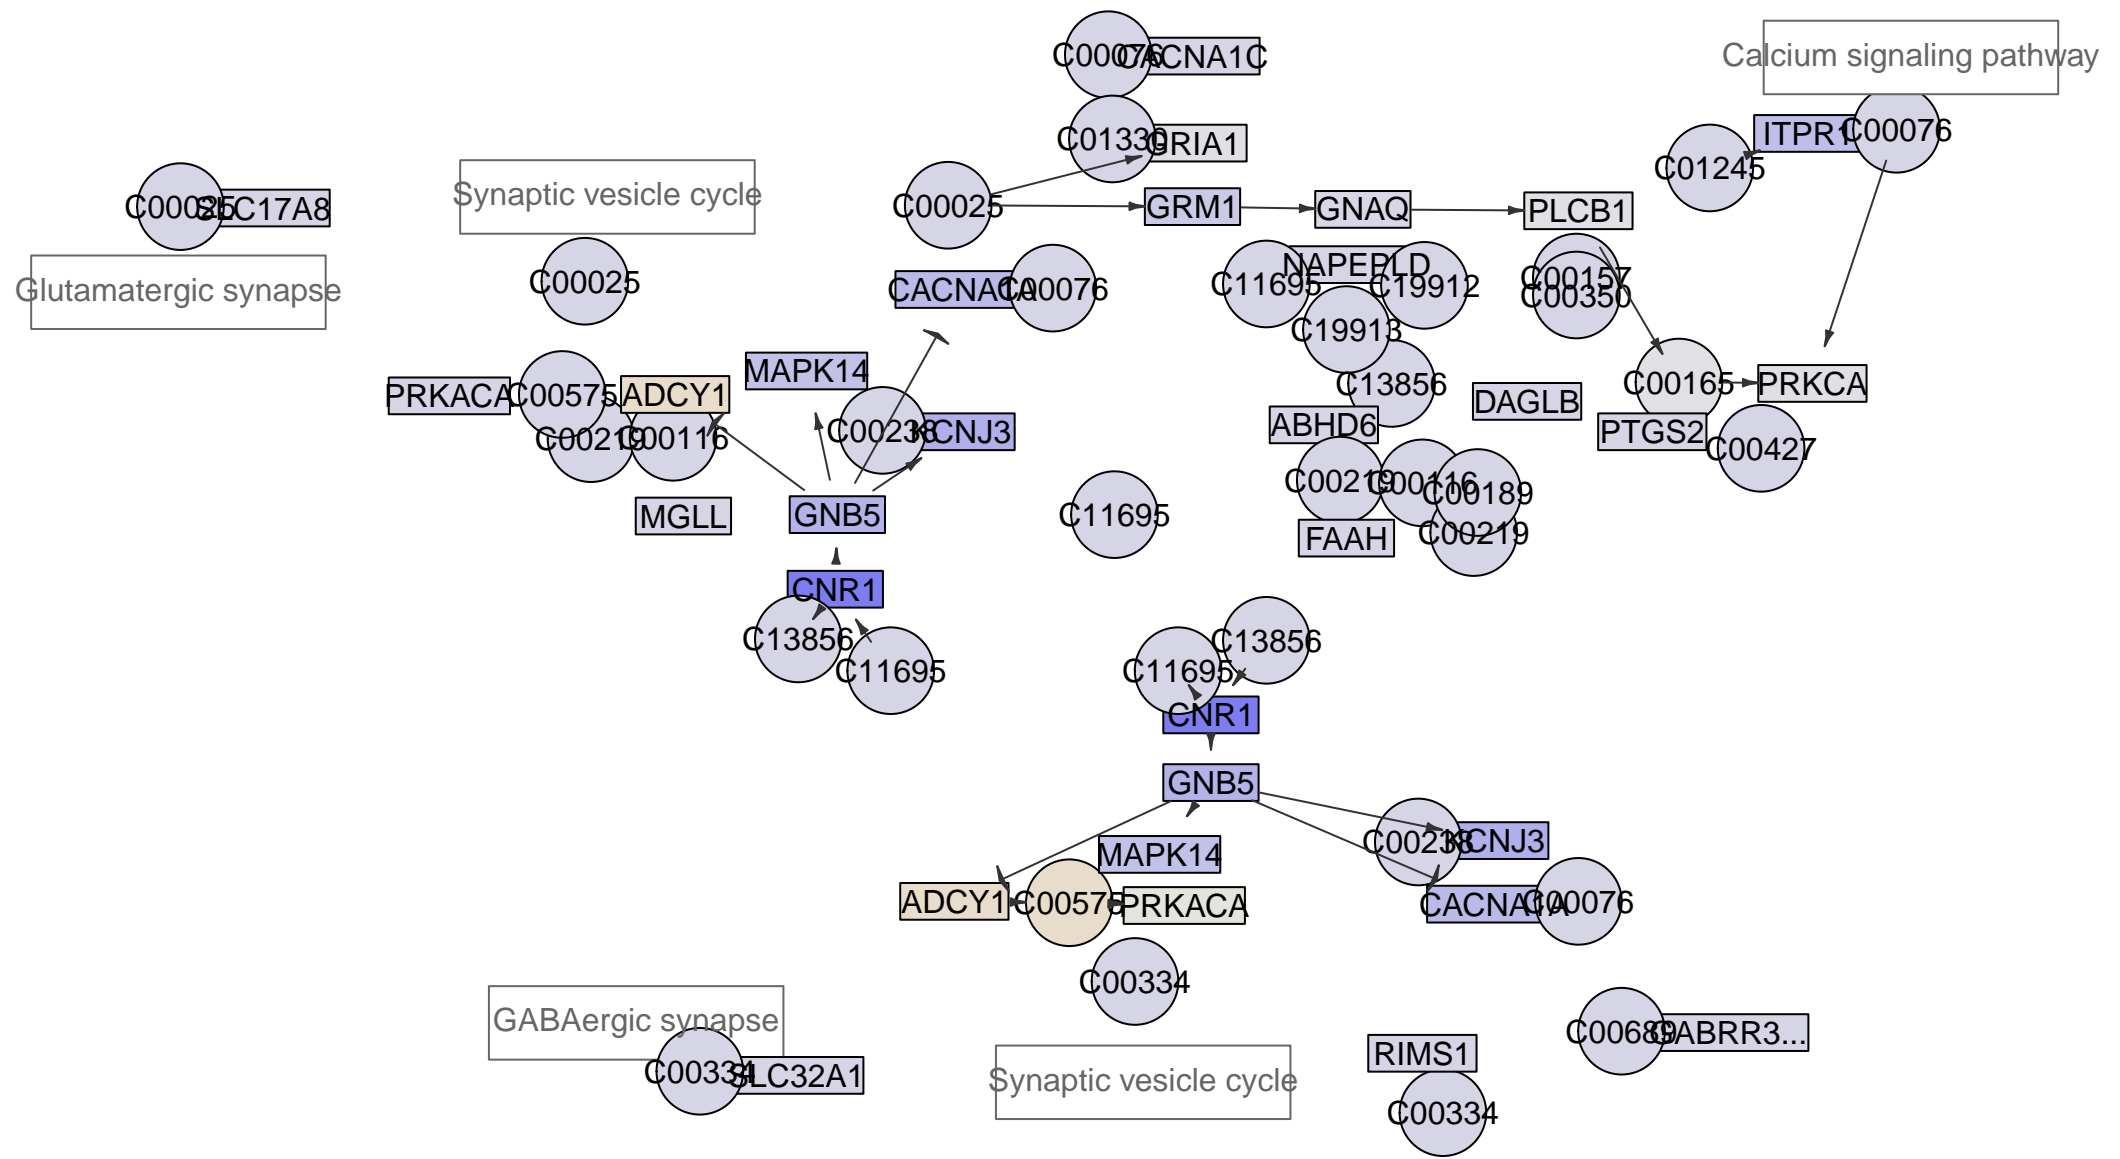 C00076
CACNA1C
Calcium signaling pathway
C01330
GRIA1
ITPR1
C00076
C01245
C00025
SLC17A8
Synaptic vesicle cycle
C00025
GRM1
GNAQ
PLCB1
Glutamatergic synapse
C00025
CACNA1A
C00076
C11695
NAPEPLD
C19912
C00157
C00350
C19913
MAPK14
C13856
C00165
PRKCA
PRKACA
C00575
ADCY1
DAGLB
C00219
C00116
C00238
KCNJ3
ABHD6
PTGS2
C00427
MGLL
GNB5
C11695
C00219
C00116
C00189
FAAH
C00219
CNR1
C13856
C11695
C13856
C11695
CNR1
GNB5
C00238
KCNJ3
MAPK14
ADCY1
C00575
PRKACA
CACNA1A
C00076
C00334
GABAergic synapse
C00334
SLC32A1
Synaptic vesicle cycle
RIMS1
C00334
C00689
GABRR3...